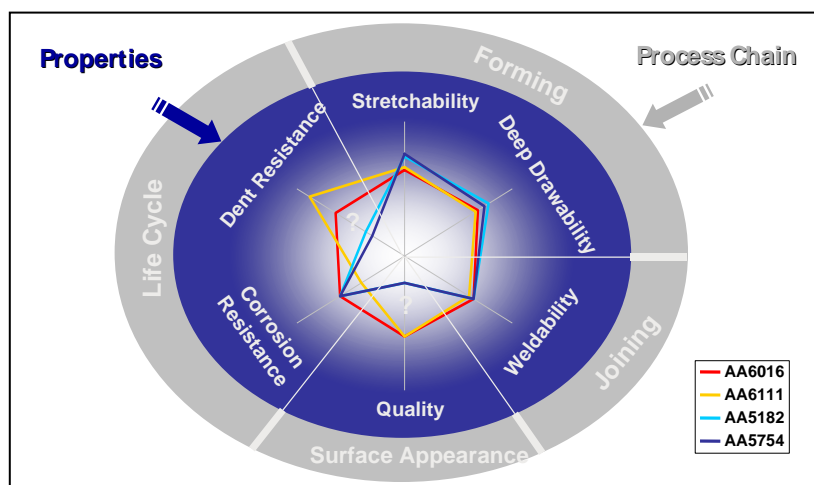 Properties
Process Chain
Forming
Stretchability
Dent Resistance
Deep Drawability
Life Cycle
?
?
Corrosion
Resistance
Weldability
Joining
Quality
Surface Appearance
AA6016
AA6111
AA5182
AA5754